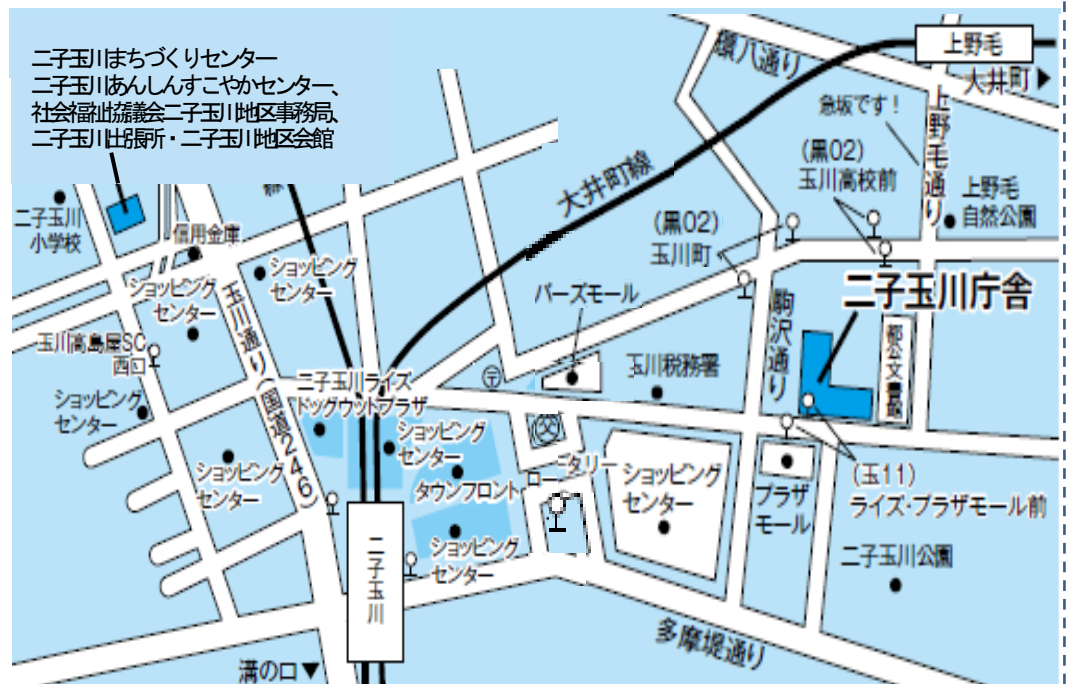 二子玉川まちづくりセンター
二子玉川あんしんすこやかセンター、
社会福祉協議会二子玉川地区事務局、
二子玉川出張所・二子玉川地区会館
環八通り
上野毛
大井町▶
急坂です！
上野毛通り
(黒02)
玉川高校前
上野毛
自然公園
大井町線
線
(黒02)
玉川町
二子玉川
小学校
信用金庫
ショッピング
センター
ショッピング
センター
玉川通り(国道246)
バーズモール
駒沢通り
二子玉川庁舎
都公文書館
玉川高島屋SC
西口
玉川税務署
二子玉川ライズ
ドッグウッドプラザ
〒
ショッピング
センター
ショッピング
センター
交
ロータリー
ショッピング
センター
タウンフロント
ショッピング
センター
プラザ
モール
(玉11)
ライズ・プラザモール前
ショッピング
センター
二子玉川
二子玉川公園
多摩堤通り
溝の口▼